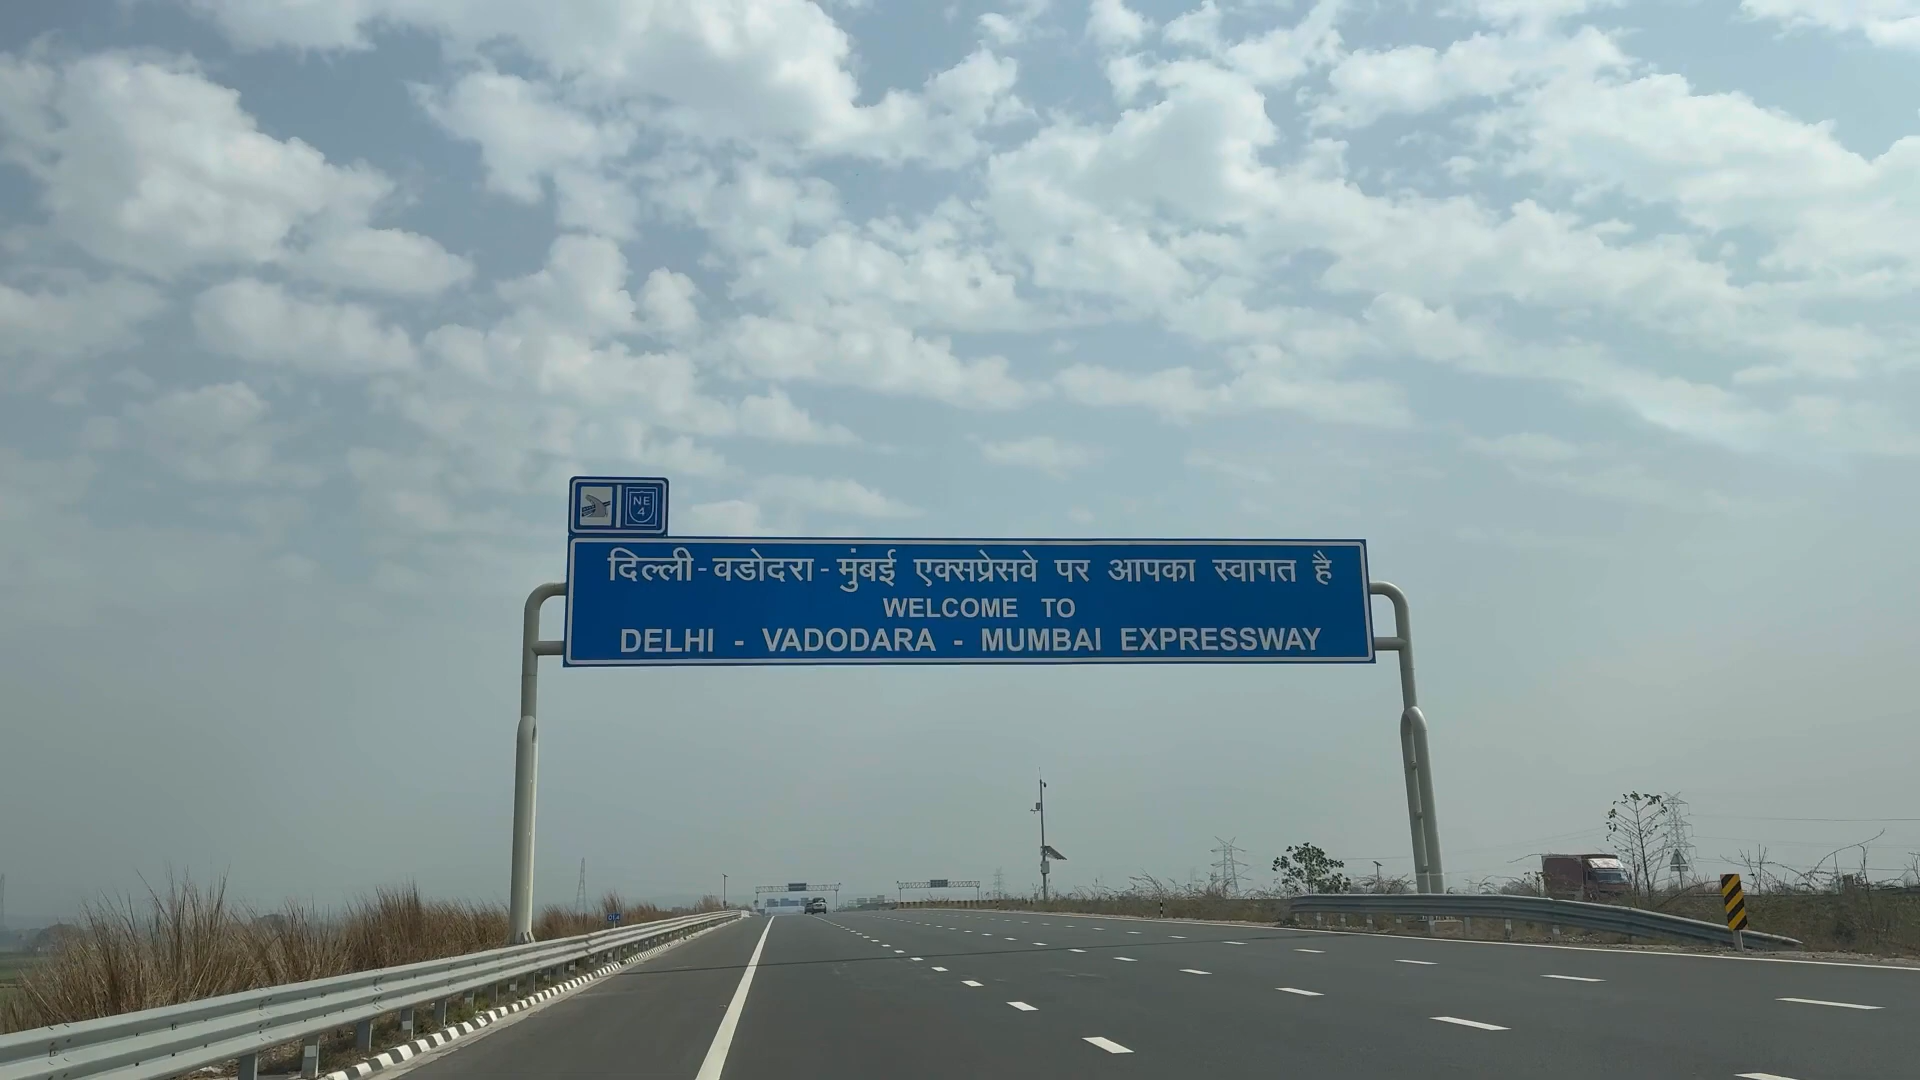 NE
4
दिल्ली - वडोदरा - मुंबई एक्सप्रेसवे पर आपका स्वागत है
WELCOME TO
DELHI - VADODARA - MUMBAI EXPRESSWAY